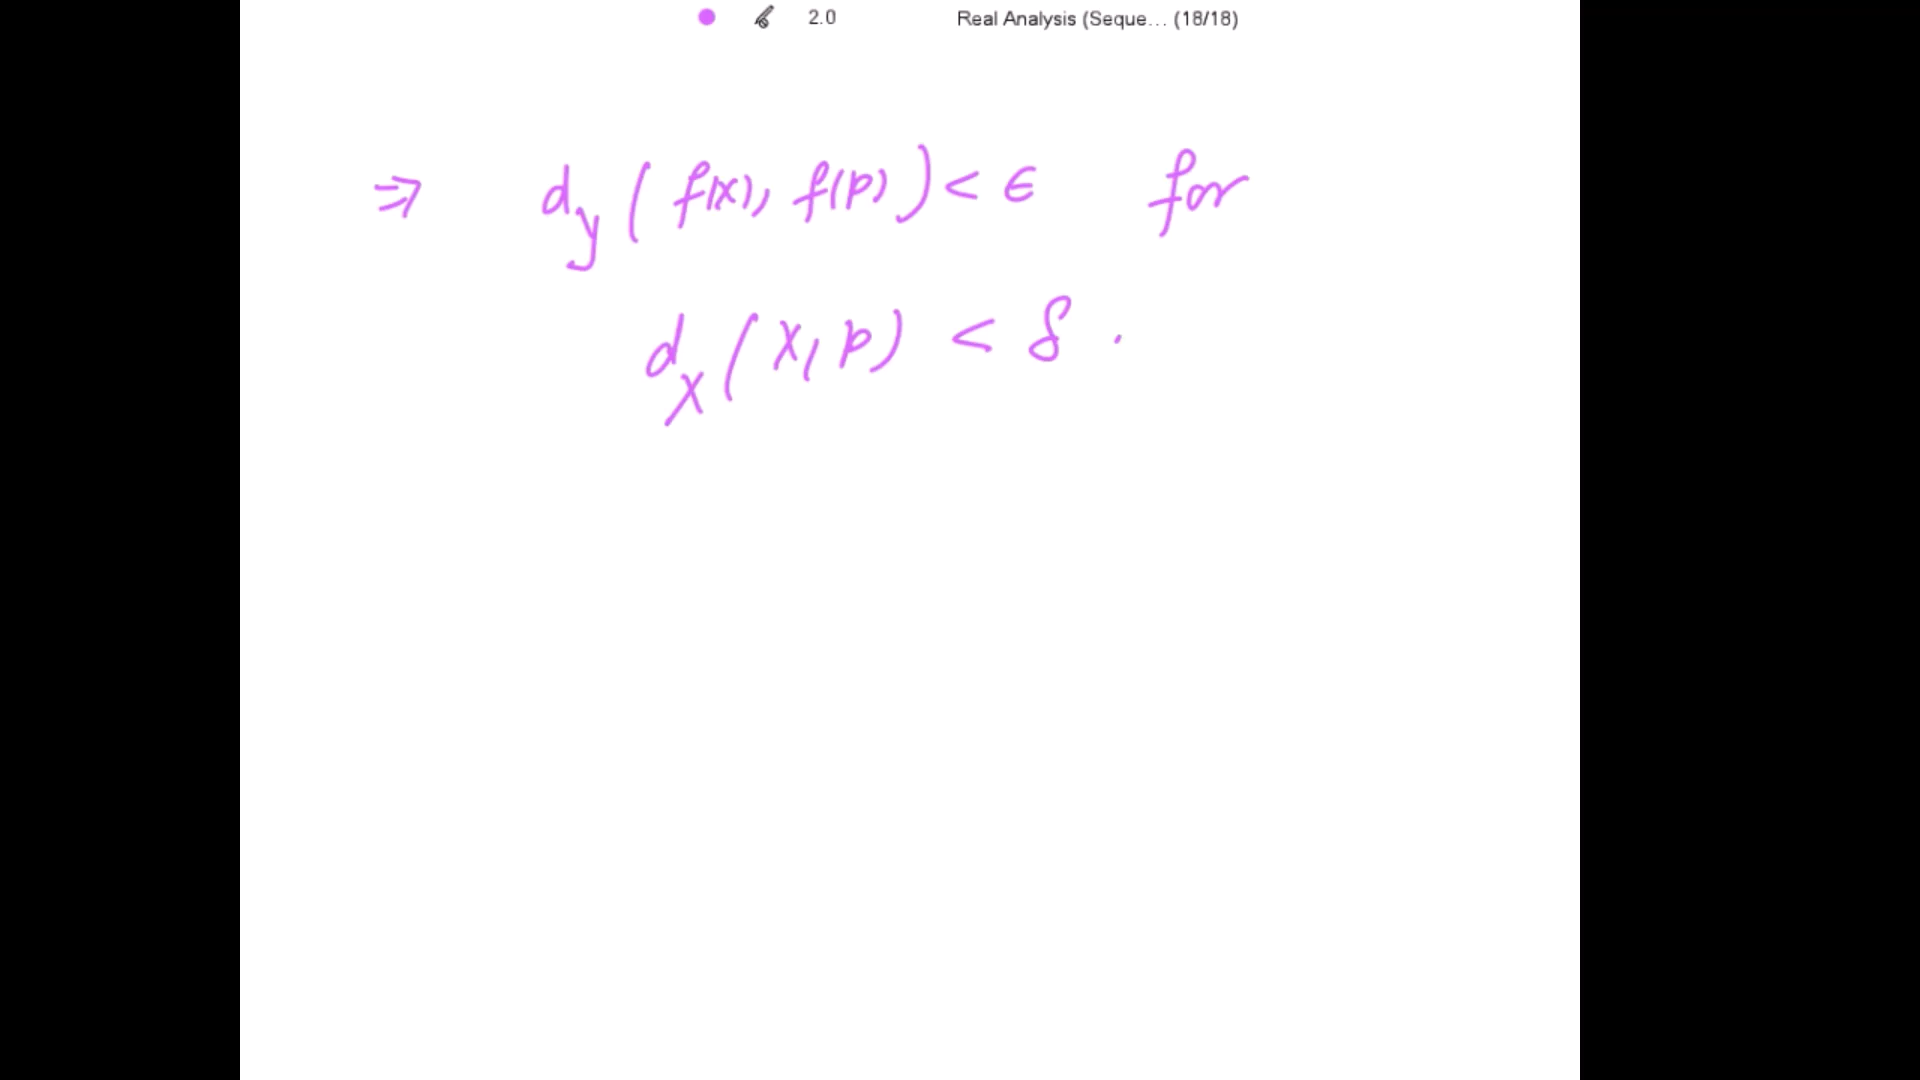 2.0 Real Analysis (Seque... (18/18)
⇒ d_y ( f(x), f(p) ) < ϵ for
d_X ( x, p ) < δ .